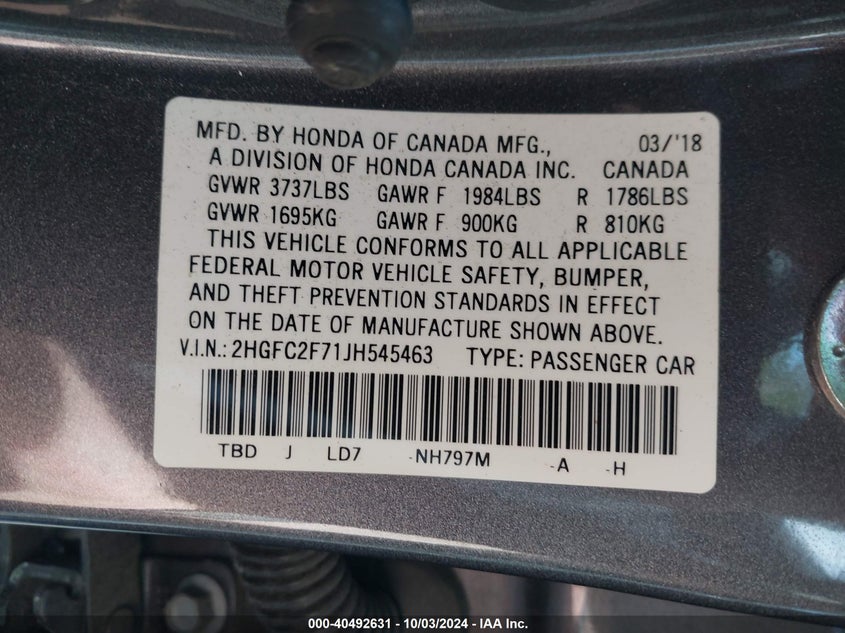 MFD. BY HONDA OF CANADA MFG., 03/'18
A DIVISION OF HONDA CANADA INC. CANADA
GVWR 3737LBS GAWR F 1984LBS R 1786LBS
GVWR 1695KG GAWR F 900KG R 810KG
THIS VEHICLE CONFORMS TO ALL APPLICABLE
FEDERAL MOTOR VEHICLE SAFETY, BUMPER,
AND THEFT PREVENTION STANDARDS IN EFFECT
ON THE DATE OF MANUFACTURE SHOWN ABOVE.
V.I.N.: 2HGFC2F71JH545463 TYPE: PASSENGER CAR
TBD J LD7 -NH797M -A -H
000-40492631 - 10/03/2024 - IAA Inc.